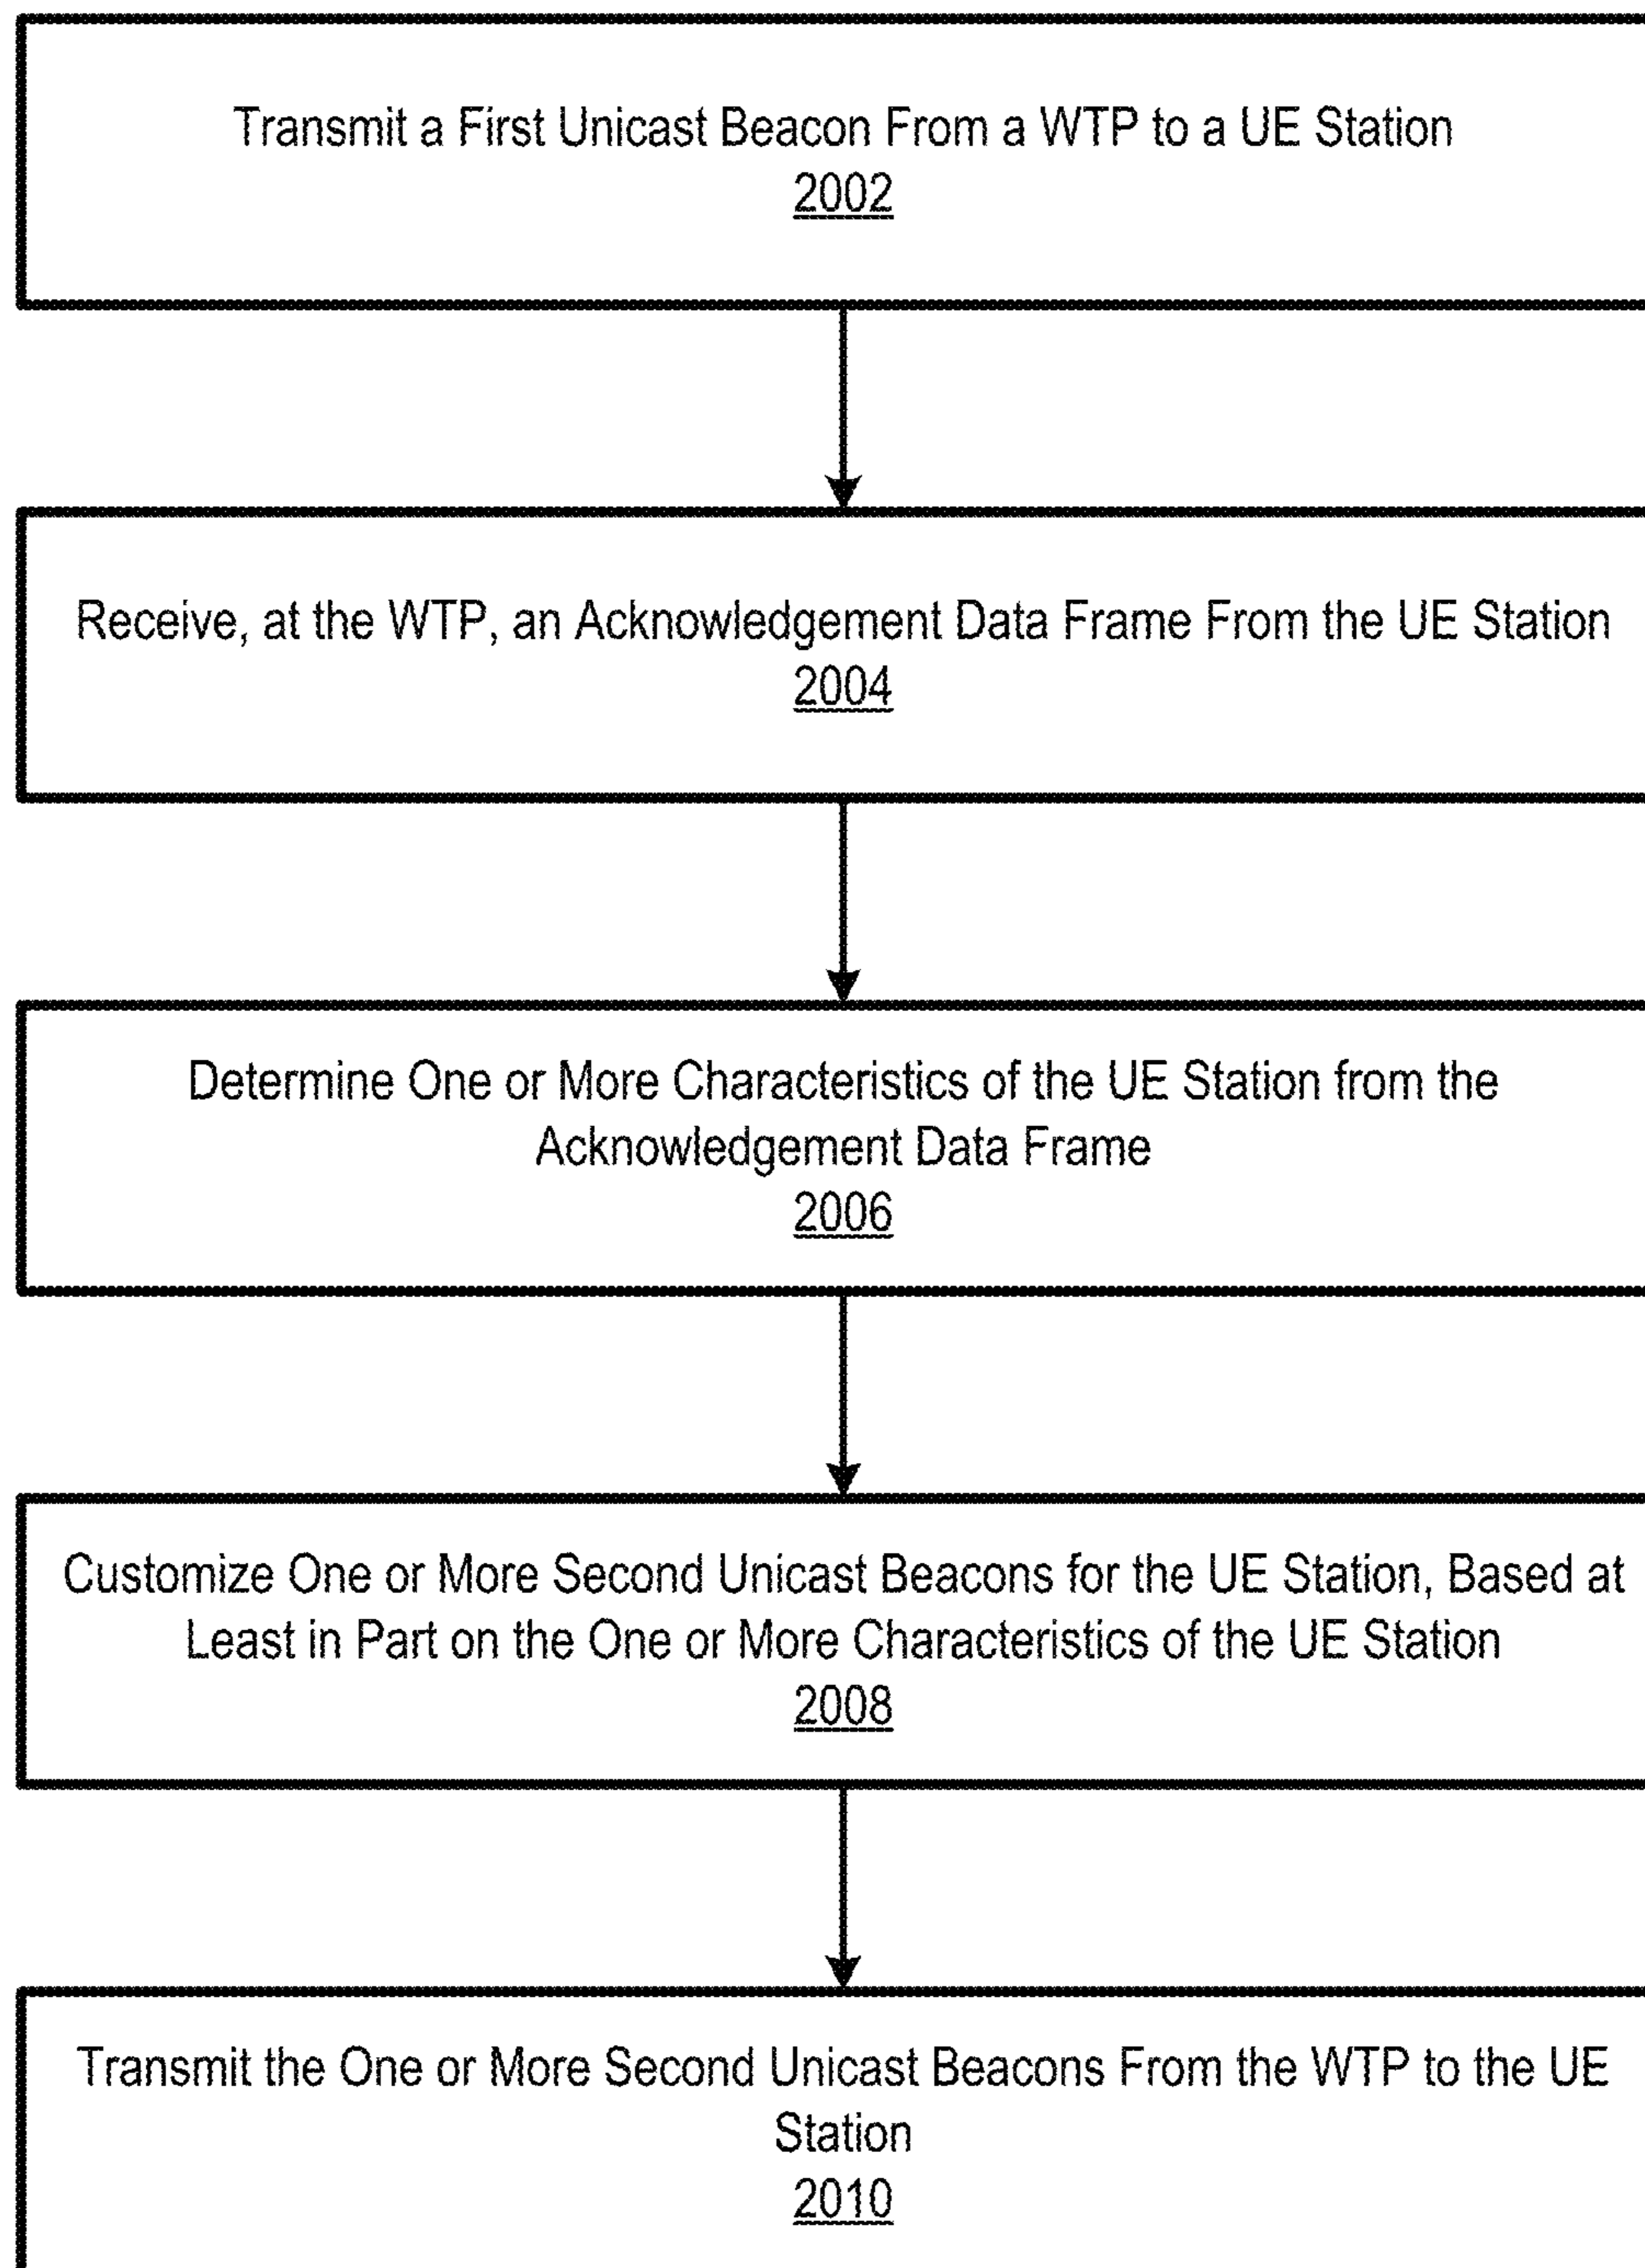 Transmit a First Unicast Beacon From a WTP to a UE Station
2002
Receive, at the WTP, an Acknowledgement Data Frame From the UE Station
2004
Determine One or More Characteristics of the UE Station from the
Acknowledgement Data Frame
2006
Customize One or More Second Unicast Beacons for the UE Station, Based at
Least in Part on the One or More Characteristics of the UE Station
2008
Transmit the One or More Second Unicast Beacons From the WTP to the UE
Station
2010